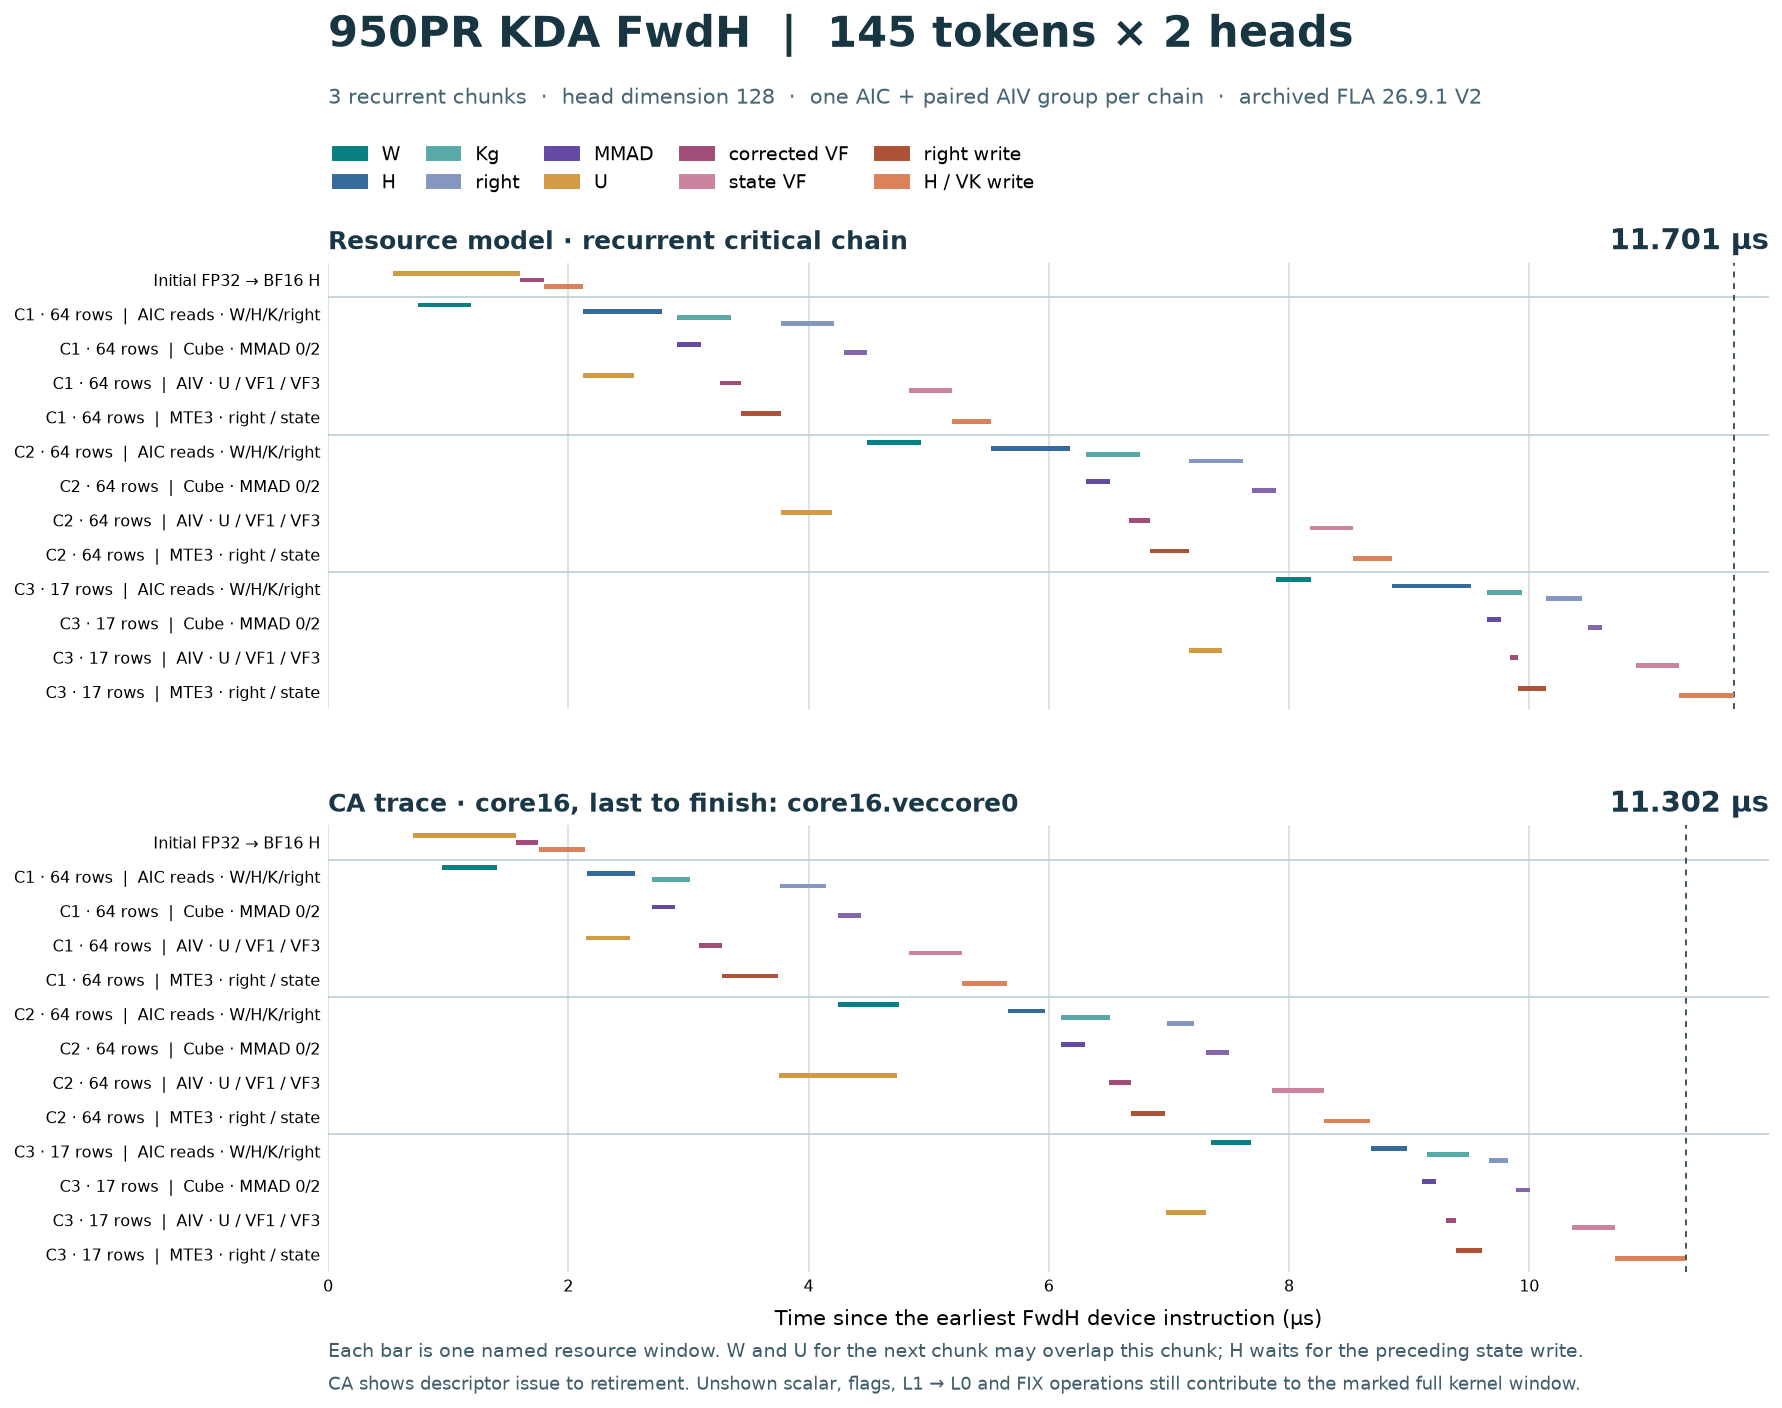 950PR KDA FwdH | 145 tokens × 2 heads
3 recurrent chunks · head dimension 128 · one AIC + paired AIV group per chain · archived FLA 26.9.1 V2
W Kg MMAD corrected VF right write
H right U state VF H / VK write
Resource model · recurrent critical chain 11.701 µs
Initial FP32 → BF16 H
C1 · 64 rows | AIC reads · W/H/K/right
C1 · 64 rows | Cube · MMAD 0/2
C1 · 64 rows | AIV · U / VF1 / VF3
C1 · 64 rows | MTE3 · right / state
C2 · 64 rows | AIC reads · W/H/K/right
C2 · 64 rows | Cube · MMAD 0/2
C2 · 64 rows | AIV · U / VF1 / VF3
C2 · 64 rows | MTE3 · right / state
C3 · 17 rows | AIC reads · W/H/K/right
C3 · 17 rows | Cube · MMAD 0/2
C3 · 17 rows | AIV · U / VF1 / VF3
C3 · 17 rows | MTE3 · right / state
CA trace · core16, last to finish: core16.veccore0 11.302 µs
Initial FP32 → BF16 H
C1 · 64 rows | AIC reads · W/H/K/right
C1 · 64 rows | Cube · MMAD 0/2
C1 · 64 rows | AIV · U / VF1 / VF3
C1 · 64 rows | MTE3 · right / state
C2 · 64 rows | AIC reads · W/H/K/right
C2 · 64 rows | Cube · MMAD 0/2
C2 · 64 rows | AIV · U / VF1 / VF3
C2 · 64 rows | MTE3 · right / state
C3 · 17 rows | AIC reads · W/H/K/right
C3 · 17 rows | Cube · MMAD 0/2
C3 · 17 rows | AIV · U / VF1 / VF3
C3 · 17 rows | MTE3 · right / state
0 2 4 6 8 10
Time since the earliest FwdH device instruction (µs)
Each bar is one named resource window. W and U for the next chunk may overlap this chunk; H waits for the preceding state write.
CA shows descriptor issue to retirement. Unshown scalar, flags, L1 → L0 and FIX operations still contribute to the marked full kernel window.